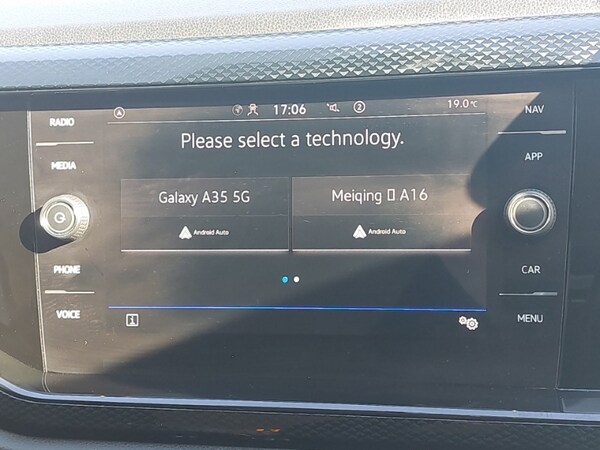 RADIO
MEDIA
PHONE
VOICE
17:06
2
19.0°C
Please select a technology.
Galaxy A35 5G
Android Auto
Meiqing ▯ A16
Android Auto
i
NAV
APP
CAR
MENU